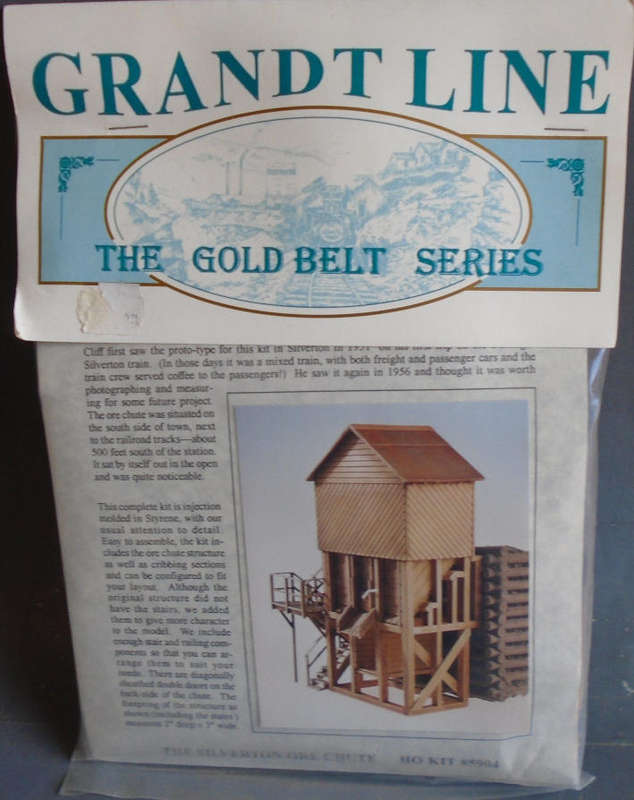 GRANDT LINE
THE GOLD BELT SERIES
Cliff first saw the proto-type for this kit in Silverton in 1951
Silverton train. (In those days it was a mixed train, with both freight and passenger cars and the
train crew served coffee to the passengers!) He saw it again in 1956 and thought it was worth
photographing and measur-
ing for some future project.
The ore chute was situated on
the south side of town, next
to the railroad tracks—about
500 feet south of the station.
It sat by itself out in the open
and was quite noticeable.
This complete kit is injection
molded in Styrene, with our
usual attention to detail.
Easy to assemble, the kit in-
cludes the ore chute structure
as well as cribbing sections
and can be configured to fit
your layout. Although the
original structure did not
have the stairs, we added
them to give more character
to the model. We include
enough stair and railing com-
ponents so that you can ar-
range them to suit your
needs. There are diagonally
sheathed double doors on the
back-side of the chute. The
footprint of the structure as
shown (including the stairs)
measures 2" deep x 3" wide
THE SILVERTON ORE CHUTE HO KIT #5904